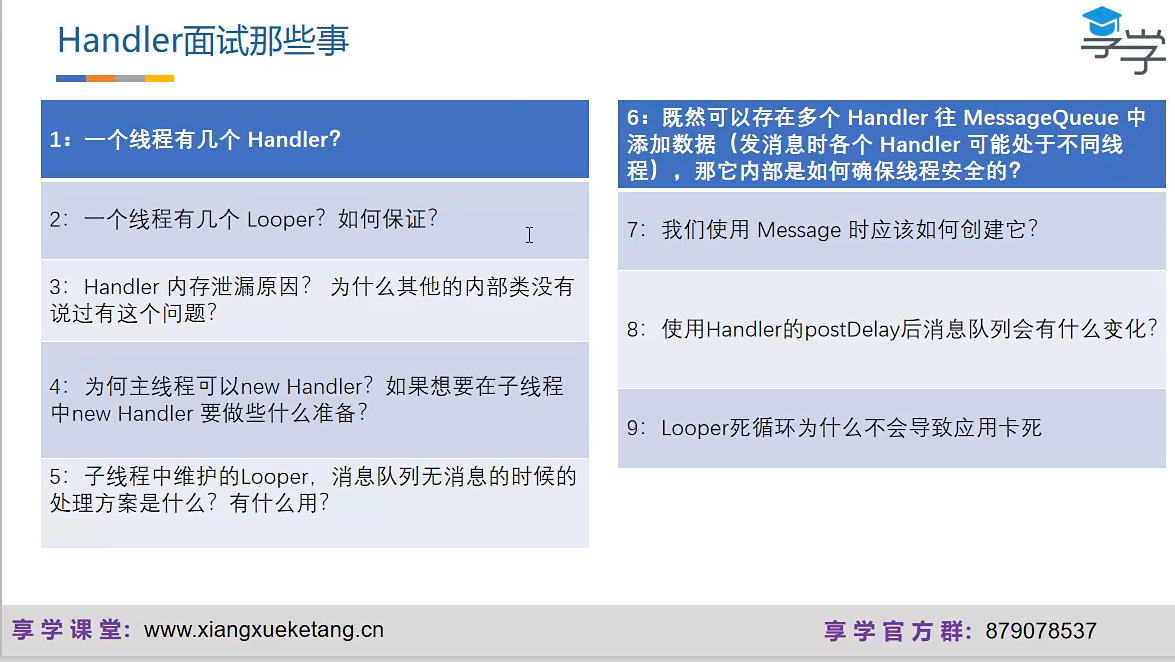 Handler面试那些事
享学
1：一个线程有几个 Handler？
2：一个线程有几个 Looper？如何保证？
3：Handler 内存泄漏原因？ 为什么其他的内部类没有
说过有这个问题？
4：为何主线程可以new Handler？如果想要在子线程
中new Handler 要做些什么准备？
5：子线程中维护的Looper，消息队列无消息的时候的
处理方案是什么？有什么用？
6：既然可以存在多个 Handler 往 MessageQueue 中
添加数据（发消息时各个 Handler 可能处于不同线
程），那它内部是如何确保线程安全的？
7：我们使用 Message 时应该如何创建它？
8：使用Handler的postDelay后消息队列会有什么变化？
9：Looper死循环为什么不会导致应用卡死
享学课堂：www.xiangxueketang.cn
享学官方群：879078537